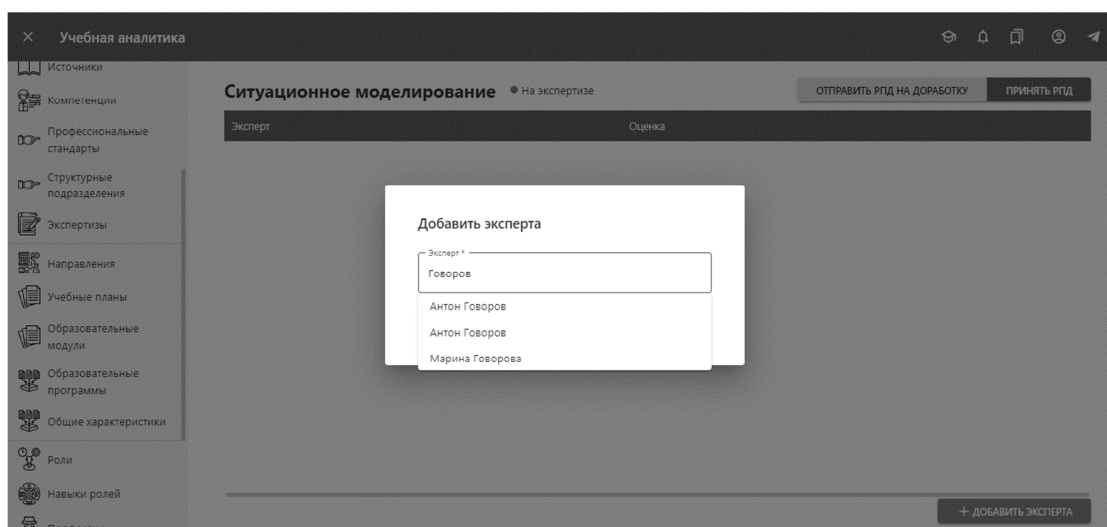 Учебная аналитика
Источники
Компетенции
Профессиональные
стандарты
Структурные
подразделения
Экспертизы
Направления
Учебные планы
Образовательные
модули
Образовательные
программы
Общие характеристики
Роли
Навыки ролей
Ситуационное моделирование На экспертизе
ОТПРАВИТЬ РПД НА ДОРАБОТКУ ПРИНЯТЬ РПД
Эксперт Оценка
Добавить эксперта
Эксперт *
Говоров
Антон Говоров
Антон Говоров
Марина Говорова
+ ДОБАВИТЬ ЭКСПЕРТА